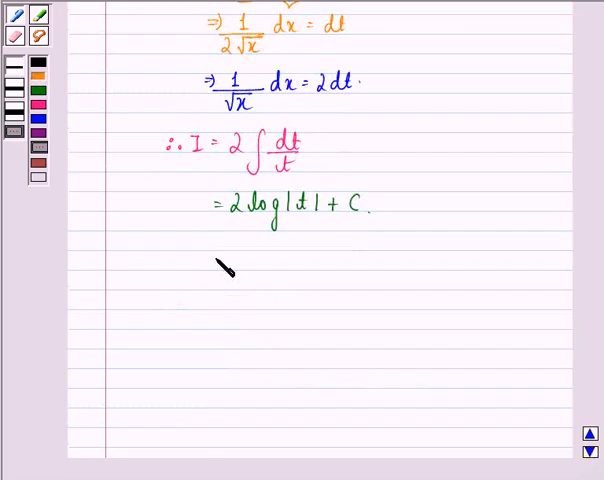 ⇒ 1/2√x dx = dt
⇒ 1/√x dx = 2dt.
∴ I = 2 ∫ dt/t
= 2 log|t| + C.